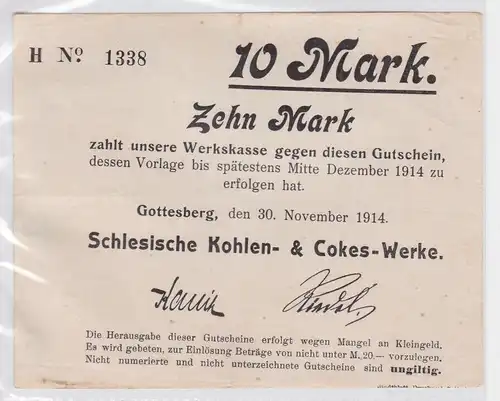 H No. 1338
10 Mark.
Zehn Mark
zahlt unsere Werkskasse gegen diesen Gutschein,
dessen Vorlage bis spätestens Mitte Dezember 1914 zu
erfolgen hat.
Gottesberg, den 30. November 1914.
Schlesische Kohlen- & Cokes-Werke.
Die Herausgabe dieser Gutscheine erfolgt wegen Mangel an Kleingeld.
Es wird gebeten, zur Einlösung Beträge von nicht unter M. 20.— vorzulegen.
Nicht numerierte und nicht unterzeichnete Gutscheine sind ungiltig.